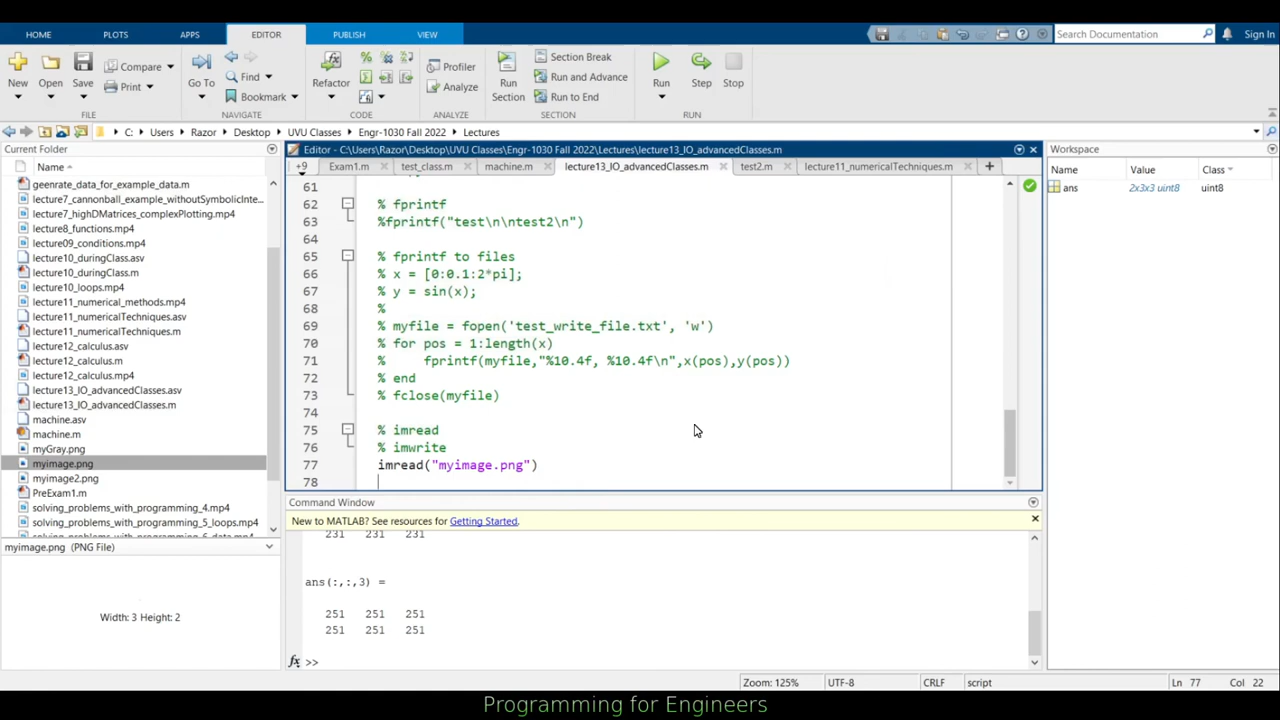 HOME PLOTS APPS EDITOR PUBLISH VIEW Search Documentation Sign In
New Open Save Compare Print Go To Find Bookmark Refactor Profiler Analyze Run Section Section Break Run and Advance Run to End Run Step Stop
FILE NAVIGATE CODE ANALYZE SECTION RUN
C: Users Razor Desktop UVU Classes Engr-1030 Fall 2022 Lectures
Current Folder
Name
geenrate_data_for_example_data.m
lecture7_cannonball_example_withoutSymbolicInte...
lecture7_highDMatrices_complexPlotting.mp4
lecture8_functions.mp4
lecture09_conditions.mp4
lecture10_duringClass.asv
lecture10_duringClass.m
lecture10_loops.mp4
lecture11_numerical_methods.mp4
lecture11_numericalTechniques.asv
lecture11_numericalTechniques.m
lecture12_calculus.asv
lecture12_calculus.m
lecture12_calculus.mp4
lecture13_IO_advancedClasses.asv
lecture13_IO_advancedClasses.m
machine.asv
machine.m
myGray.png
myimage.png
myimage2.png
PreExam1.m
solving_problems_with_programming_4.mp4
solving_problems_with_programming_5_loops.mp4
solving_problems_with_programming_6_data.mp4
myimage.png (PNG File)
Width: 3 Height: 2
Editor - C:\Users\Razor\Desktop\UVU Classes\Engr-1030 Fall 2022\Lectures\lecture13_IO_advancedClasses.m
+9 Exam1.m test_class.m machine.m lecture13_IO_advancedClasses.m test2.m lecture11_numericalTechniques.m
61
62 % fprintf
63 %fprintf("test\n\ntest2\n")
64
65 % fprintf to files
66 % x = [0:0.1:2*pi];
67 % y = sin(x);
68 %
69 % myfile = fopen('test_write_file.txt', 'w')
70 % for pos = 1:length(x)
71 %     fprintf(myfile,"%10.4f, %10.4f\n",x(pos),y(pos))
72 % end
73 % fclose(myfile)
74
75 % imread
76 % imwrite
77 imread("myimage.png")
78
Command Window
New to MATLAB? See resources for Getting Started.
231 231 231
ans(:,:,3) =
251 251 251
251 251 251
fx >>
Workspace
Name Value Class
ans 2x3x3 uint8 uint8
Zoom: 125% UTF-8 CRLF script Ln 77 Col 22
Programming for Engineers